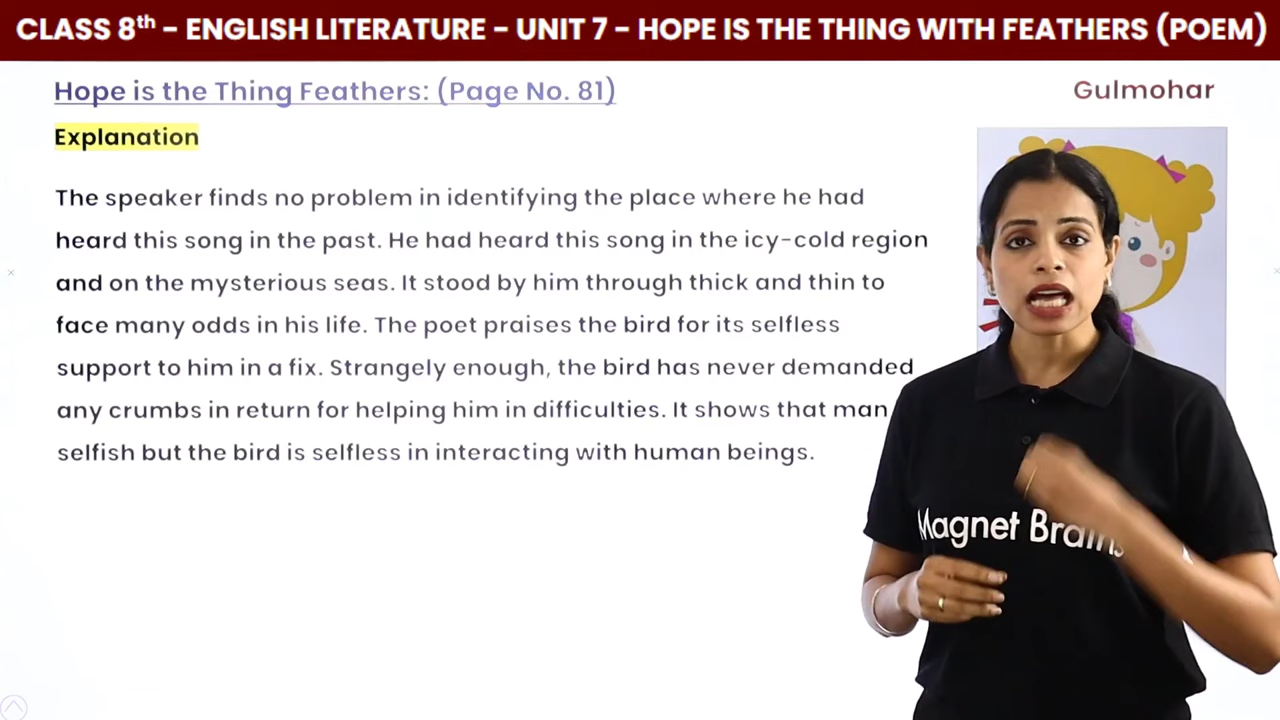 CLASS 8th - ENGLISH LITERATURE - UNIT 7 - HOPE IS THE THING WITH FEATHERS (POEM)
Hope is the Thing Feathers: (Page No. 81)
Gulmohar
Explanation
The speaker finds no problem in identifying the place where he had
heard this song in the past. He had heard this song in the icy-cold region
and on the mysterious seas. It stood by him through thick and thin to
face many odds in his life. The poet praises the bird for its selfless
support to him in a fix. Strangely enough, the bird has never demanded
any crumbs in return for helping him in difficulties. It shows that man
selfish but the bird is selfless in interacting with human beings.
Magnet Brains